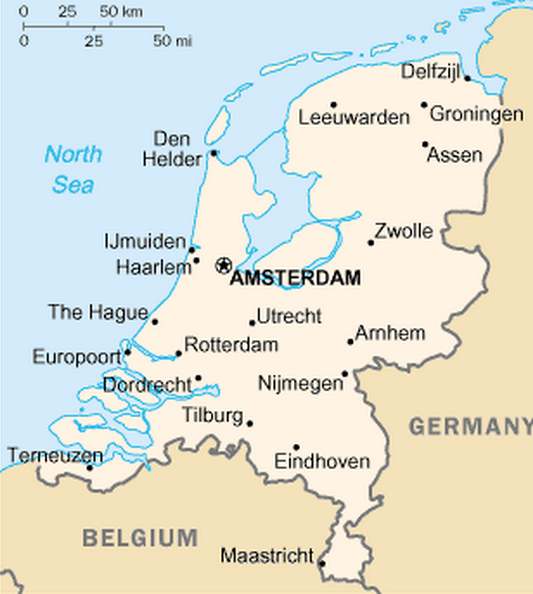 0 25 50 km
0 25 50 mi
Delfzijl
Leeuwarden
Groningen
Den
Helder
Assen
North
Sea
Zwolle
IJmuiden
Haarlem
AMSTERDAM
The Hague
Utrecht
Arnhem
Rotterdam
Europoort
Dordrecht
Nijmegen
Tilburg
GERMANY
Terneuzen
Eindhoven
BELGIUM
Maastricht